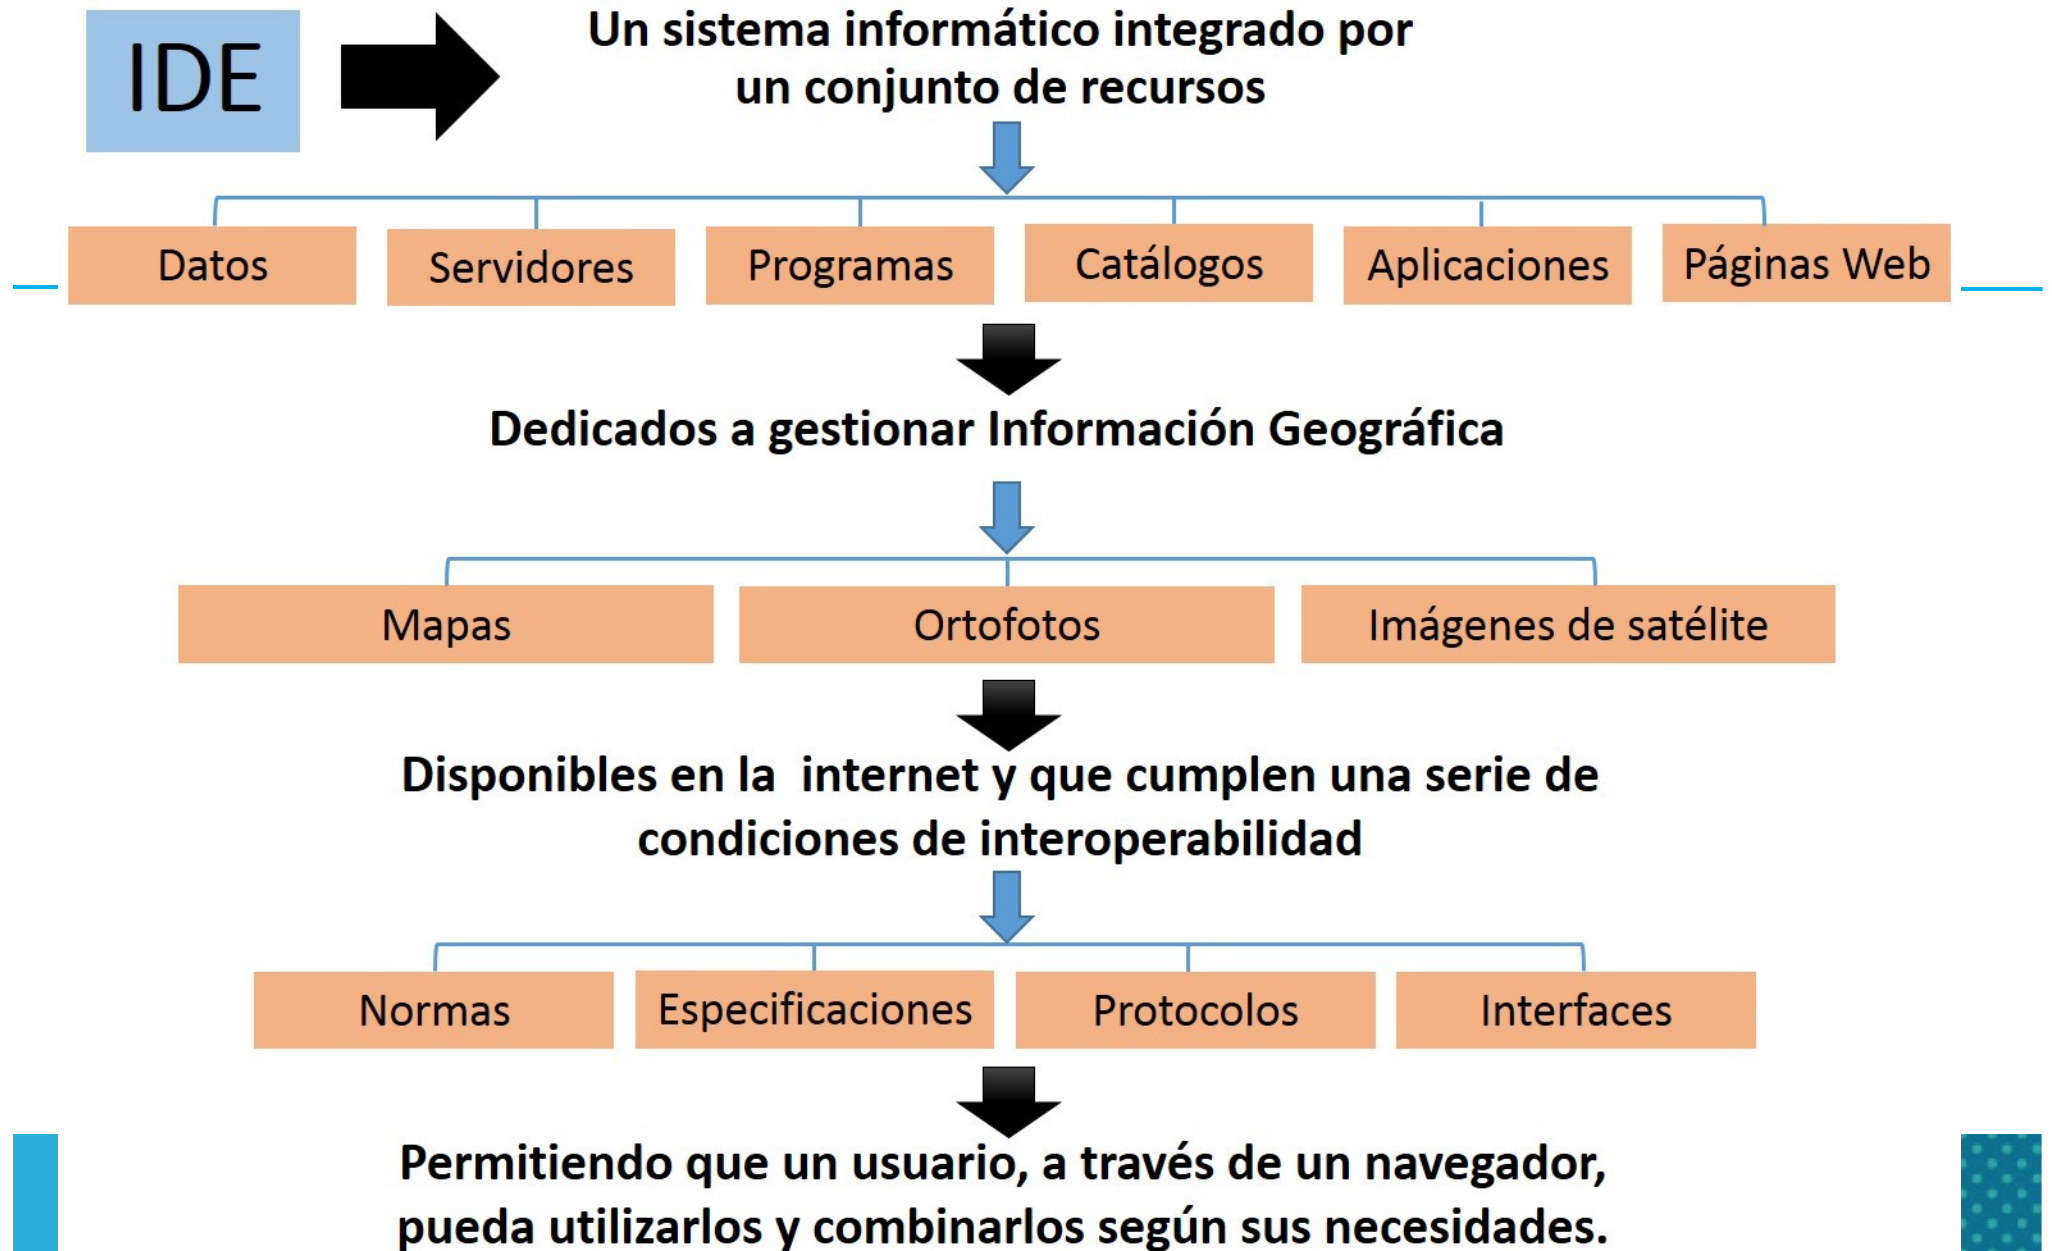 IDE
Un sistema informático integrado por
un conjunto de recursos
Datos
Servidores
Programas
Catálogos
Aplicaciones
Páginas Web
Dedicados a gestionar Información Geográfica
Mapas
Ortofotos
Imágenes de satélite
Disponibles en la  internet y que cumplen una serie de
condiciones de interoperabilidad
Normas
Especificaciones
Protocolos
Interfaces
Permitiendo que un usuario, a través de un navegador,
pueda utilizarlos y combinarlos según sus necesidades.